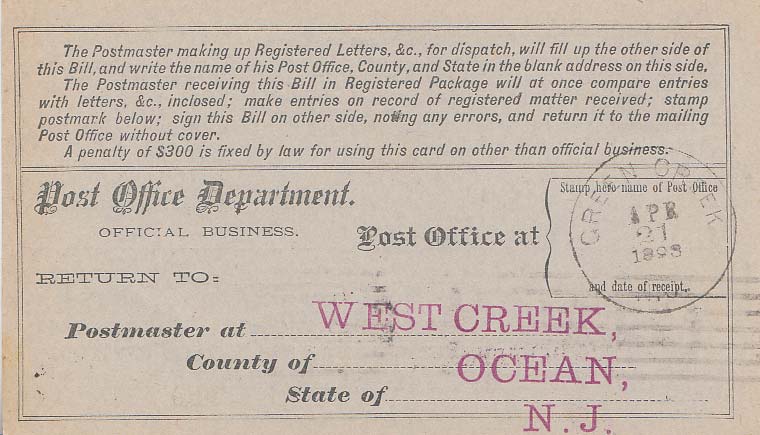 The Postmaster making up Registered Letters, &c., for dispatch, will fill up the other side of
this Bill, and write the name of his Post Office, County, and State in the blank address on this side.
The Postmaster receiving this Bill in Registered Package will at once compare entries
with letters, &c., inclosed; make entries on record of registered matter received; stamp
postmark below; sign this Bill on other side, noting any errors, and return it to the mailing
Post Office without cover.
A penalty of $300 is fixed by law for using this card on other than official business.
Post Office Department.
OFFICIAL BUSINESS.
Post Office at
Stamp here name of Post Office
GREEN CREEK
APR
21
1898
and date of receipt.
RETURN TO:
Postmaster at WEST CREEK,
County of OCEAN,
State of N.J.